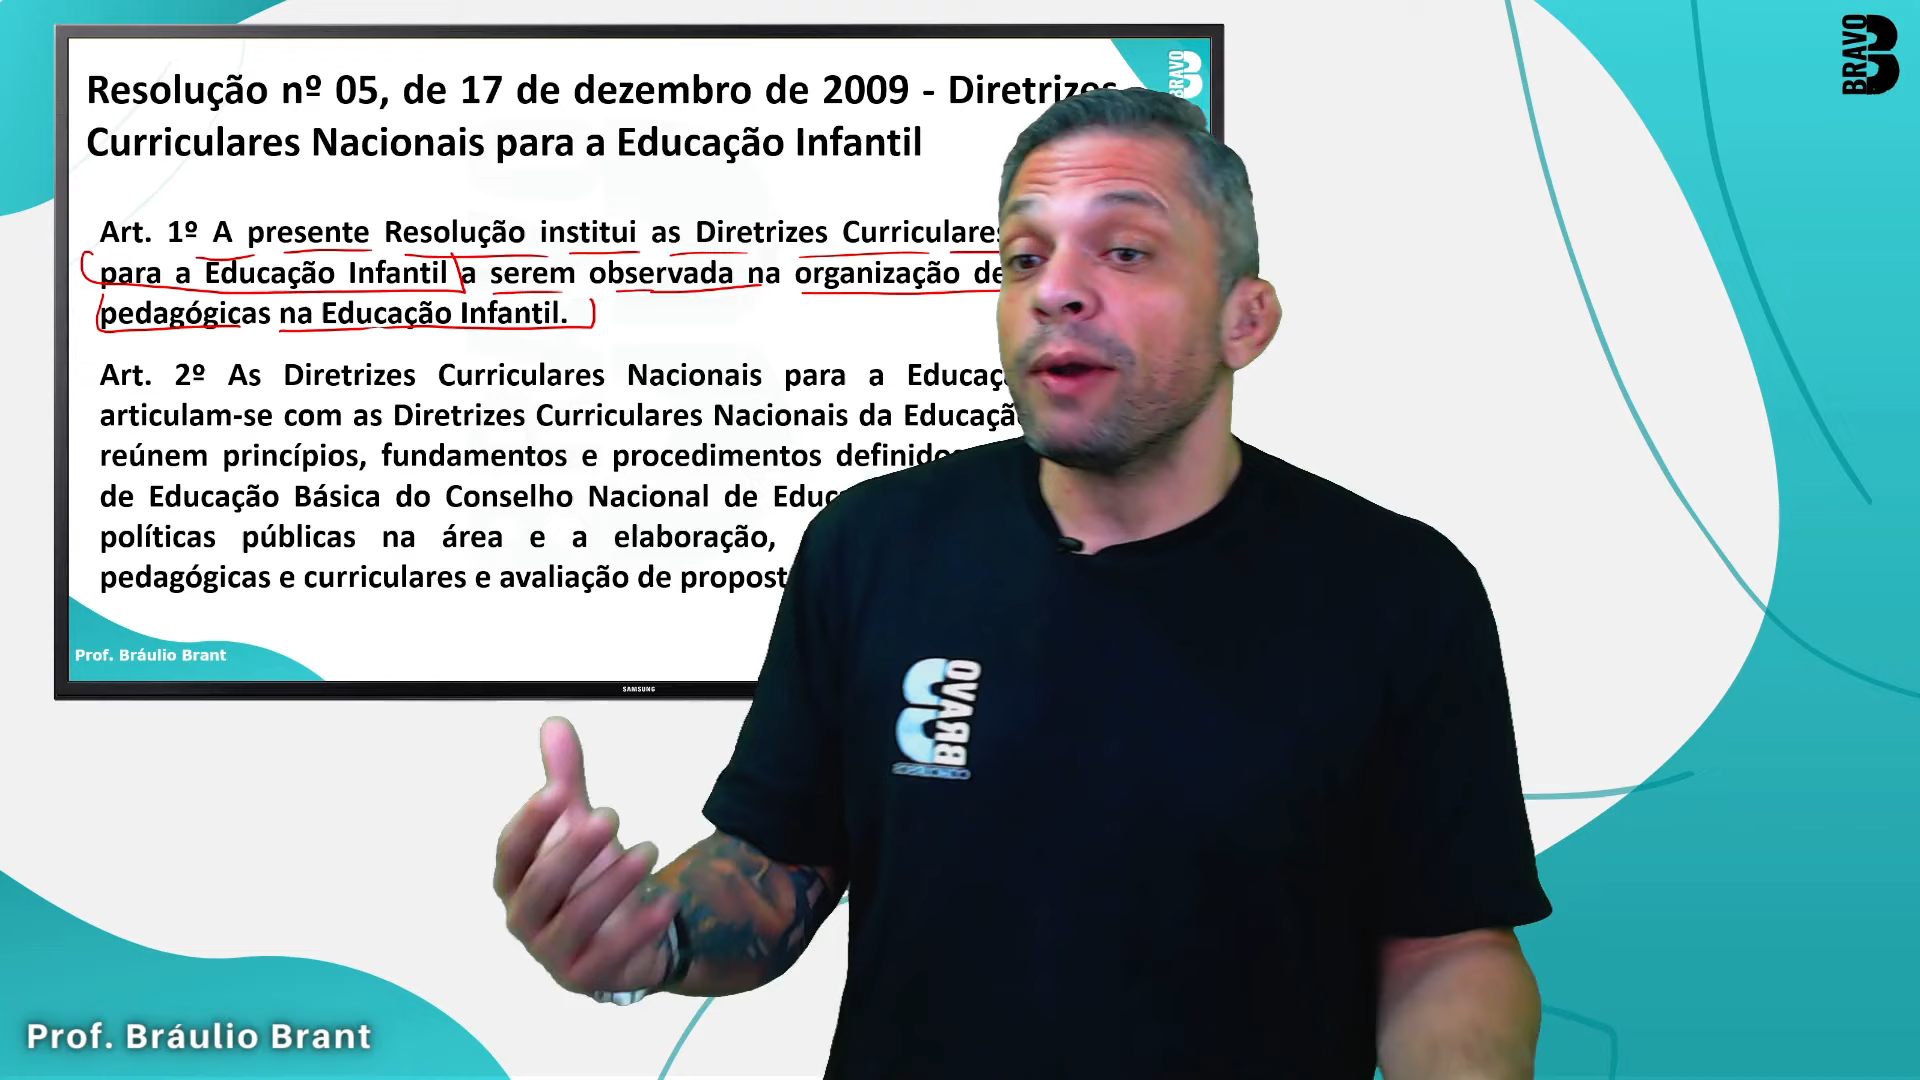 Resolução nº 05, de 17 de dezembro de 2009 - Diretrizes
Curriculares Nacionais para a Educação Infantil
Art. 1º A presente Resolução institui as Diretrizes Curriculares
para a Educação Infantil a serem observada na organização de
pedagógicas na Educação Infantil.
Art. 2º As Diretrizes Curriculares Nacionais para a
articulam-se com as Diretrizes Curriculares Nacionais da Educação
reúnem princípios, fundamentos e procedimentos
de Educação Básica do Conselho Nacional de
políticas públicas na área e a elaboração,
pedagógicas e curriculares e avaliação de
Prof. Bráulio Brant
SAMSUNG
BRAVO
BRAVO
BRAVO
Prof. Bráulio Brant